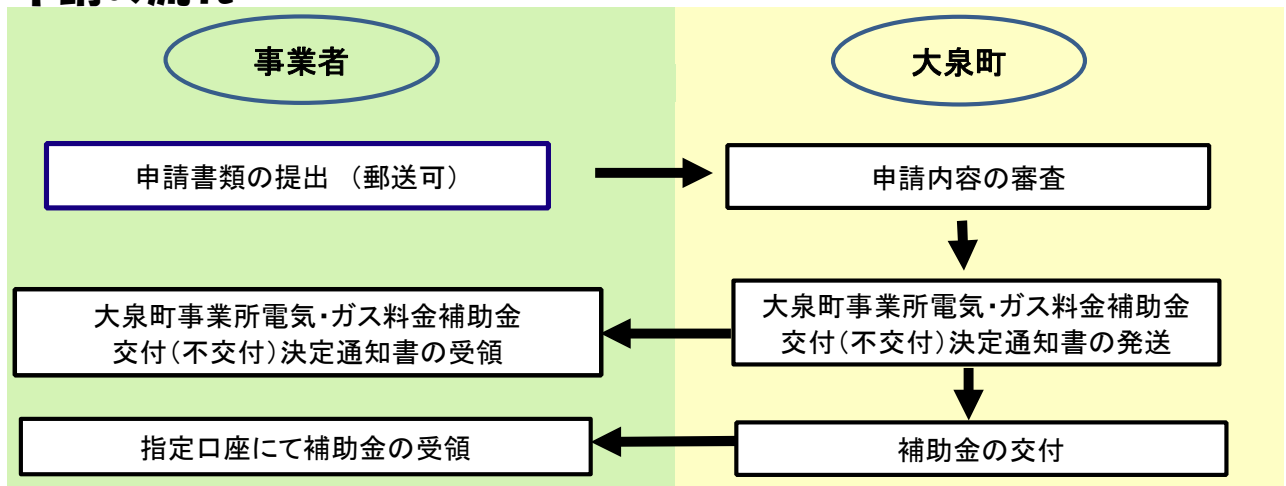 事業者
大泉町
申請書類の提出 （郵送可）
申請内容の審査
大泉町事業所電気・ガス料金補助金
交付（不交付）決定通知書の受領
大泉町事業所電気・ガス料金補助金
交付（不交付）決定通知書の発送
指定口座にて補助金の受領
補助金の交付